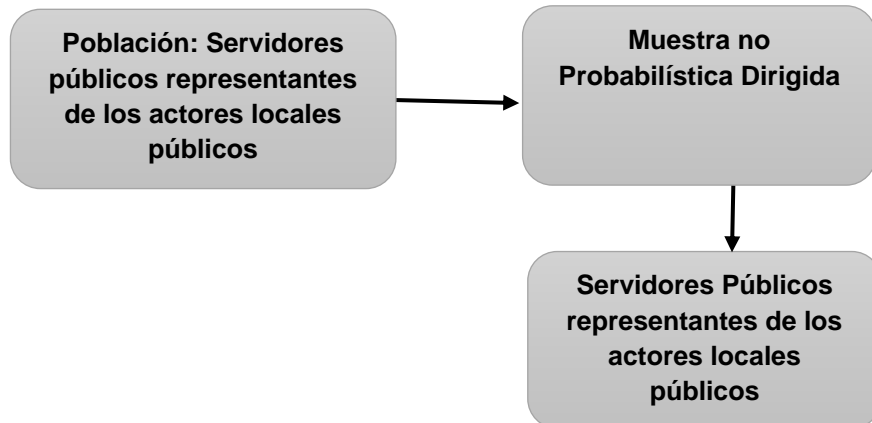 Población: Servidores
públicos representantes
de los actores locales
públicos
Muestra no
Probabilística Dirigida
Servidores Públicos
representantes de los
actores locales
públicos